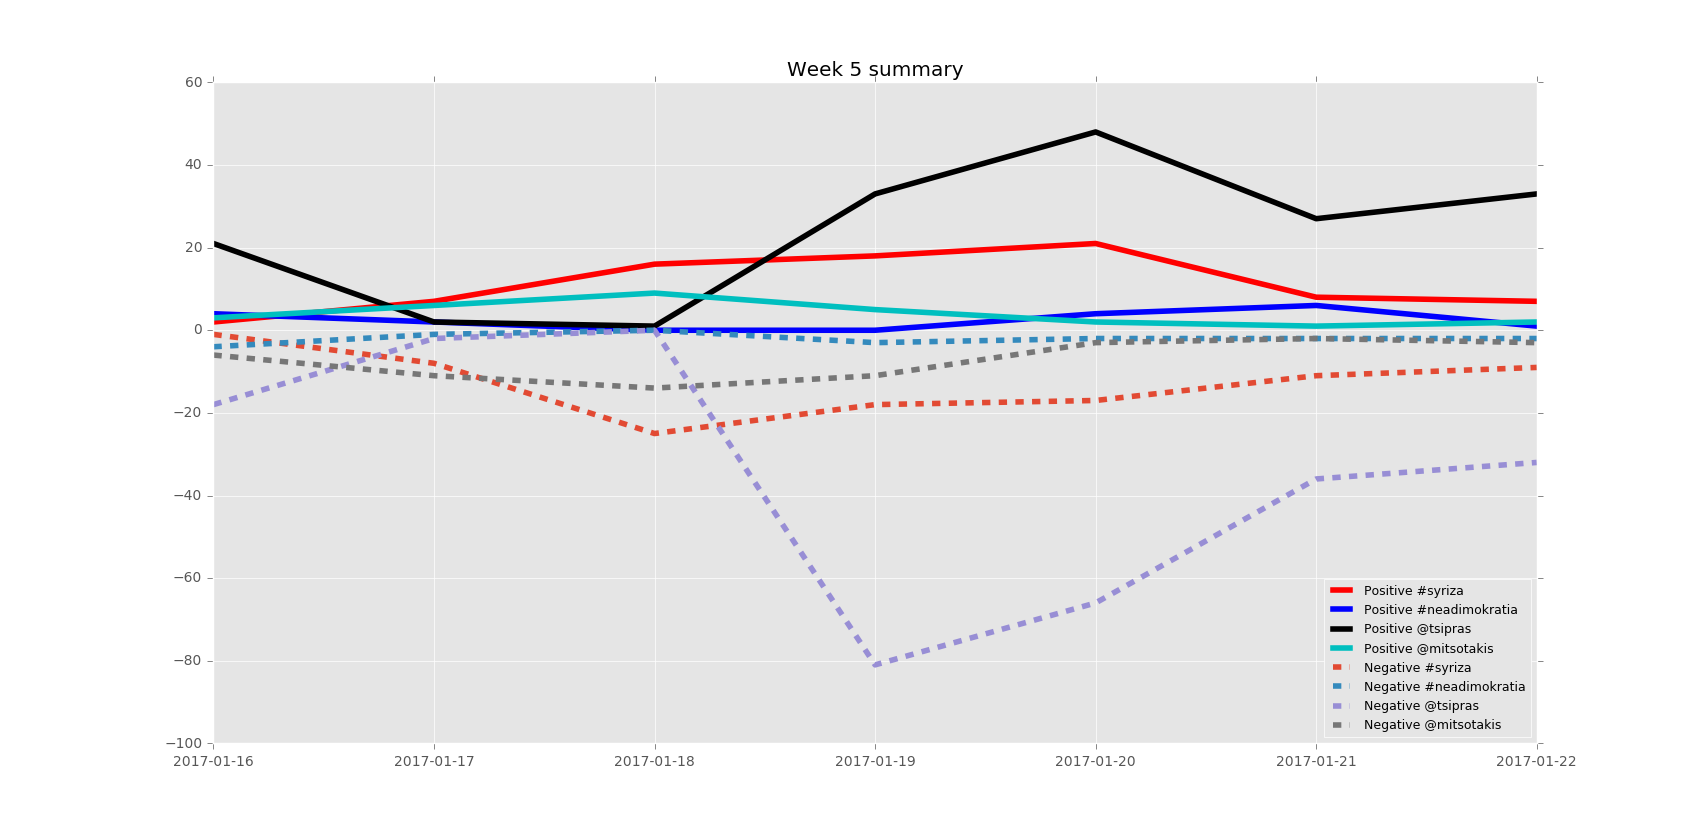 Week 5 summary
60
40
20
0
−20
−40
−60
−80
−100
2017-01-16 2017-01-17 2017-01-18 2017-01-19 2017-01-20 2017-01-21 2017-01-22
Positive #syriza
Positive #neadimokratia
Positive @tsipras
Positive @mitsotakis
Negative #syriza
Negative #neadimokratia
Negative @tsipras
Negative @mitsotakis